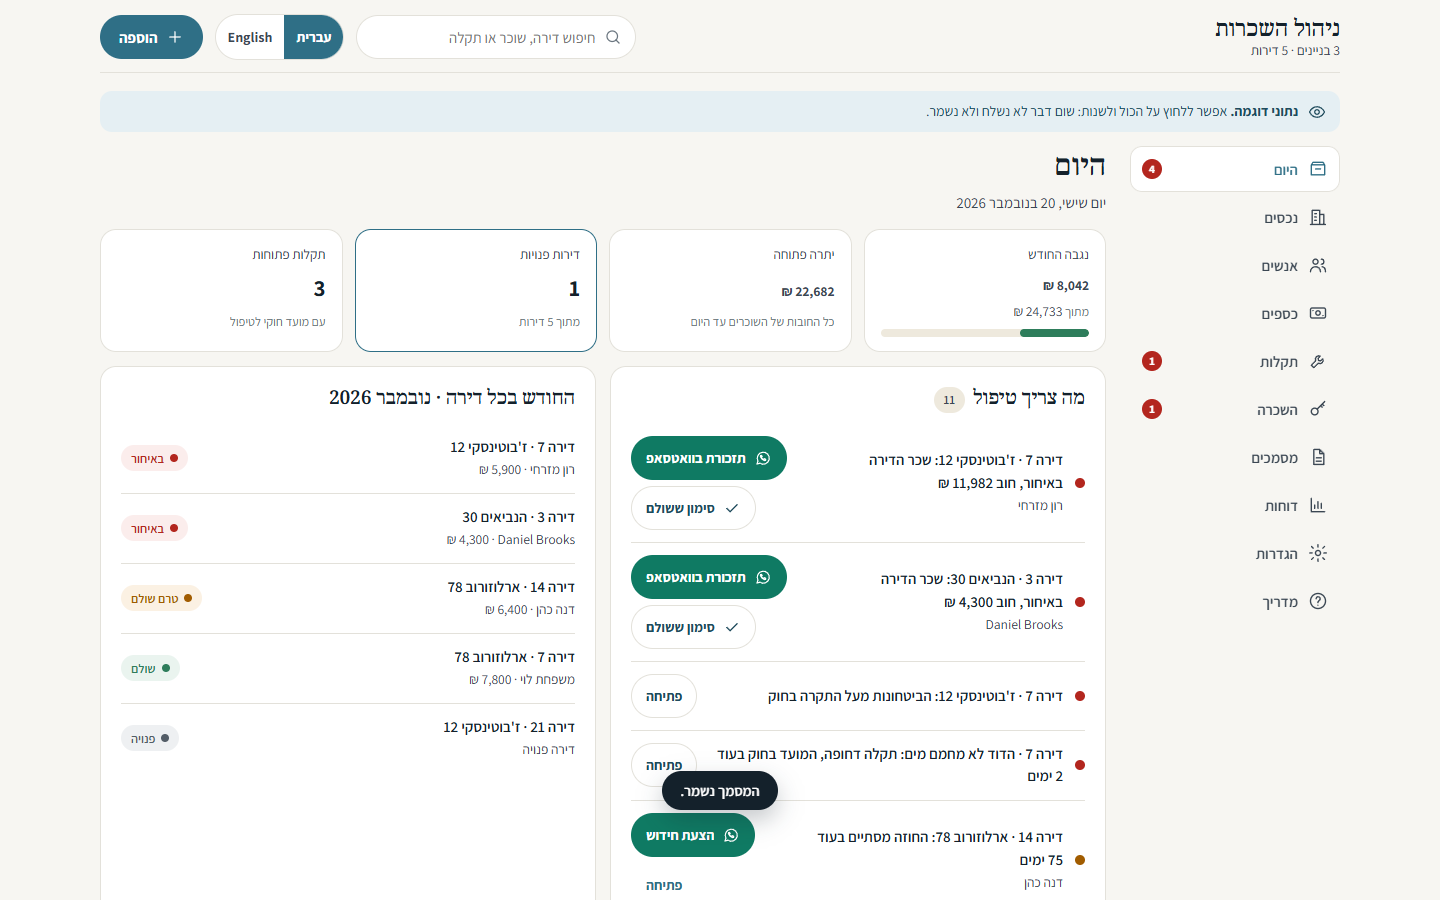 ניהול השכרות
3 בניינים · 5 דירות
חיפוש דירה, שוכר או תקלה
עברית
English
הוספה
נתוני דוגמה. אפשר ללחוץ על הכול ולשנות: שום דבר לא נשלח ולא נשמר.
היום
4
נכסים
אנשים
כספים
תקלות
1
השכרה
1
מסמכים
דוחות
הגדרות
מדריך
היום
יום שישי, 20 בנובמבר 2026
נגבה החודש
8,042 ₪
מתוך 24,733 ₪
יתרה פתוחה
22,682 ₪
כל החובות של השוכרים עד היום
דירות פנויות
1
מתוך 5 דירות
תקלות פתוחות
3
עם מועד חוקי לטיפול
מה צריך טיפול
11
דירה 7 · ז'בוטינסקי 12: שכר הדירה
באיחור, חוב 11,982 ₪
רון מזרחי
תזכורת בוואטסאפ
סימון ששולם
דירה 3 · הנביאים 30: שכר הדירה
באיחור, חוב 4,300 ₪
Daniel Brooks
תזכורת בוואטסאפ
סימון ששולם
דירה 7 · ז'בוטינסקי 12: הביטחונות מעל התקרה בחוק
פתיחה
דירה 7 · הדוד לא מחמם מים: תקלה דחופה, המועד בחוק בעוד
2 ימים
פתיחה
דירה 14 · ארלוזורוב 78: החוזה מסתיים בעוד
75 ימים
דנה כהן
הצעת חידוש
פתיחה
החודש בכל דירה · נובמבר 2026
דירה 7 · ז'בוטינסקי 12
רון מזרחי · 5,900 ₪
באיחור
דירה 3 · הנביאים 30
Daniel Brooks · 4,300 ₪
באיחור
דירה 14 · ארלוזורוב 78
דנה כהן · 6,400 ₪
טרם שולם
דירה 7 · ארלוזורוב 78
משפחת לוי · 7,800 ₪
שולם
דירה 21 · ז'בוטינסקי 12
דירה פנויה
פנויה
המסמך נשמר.